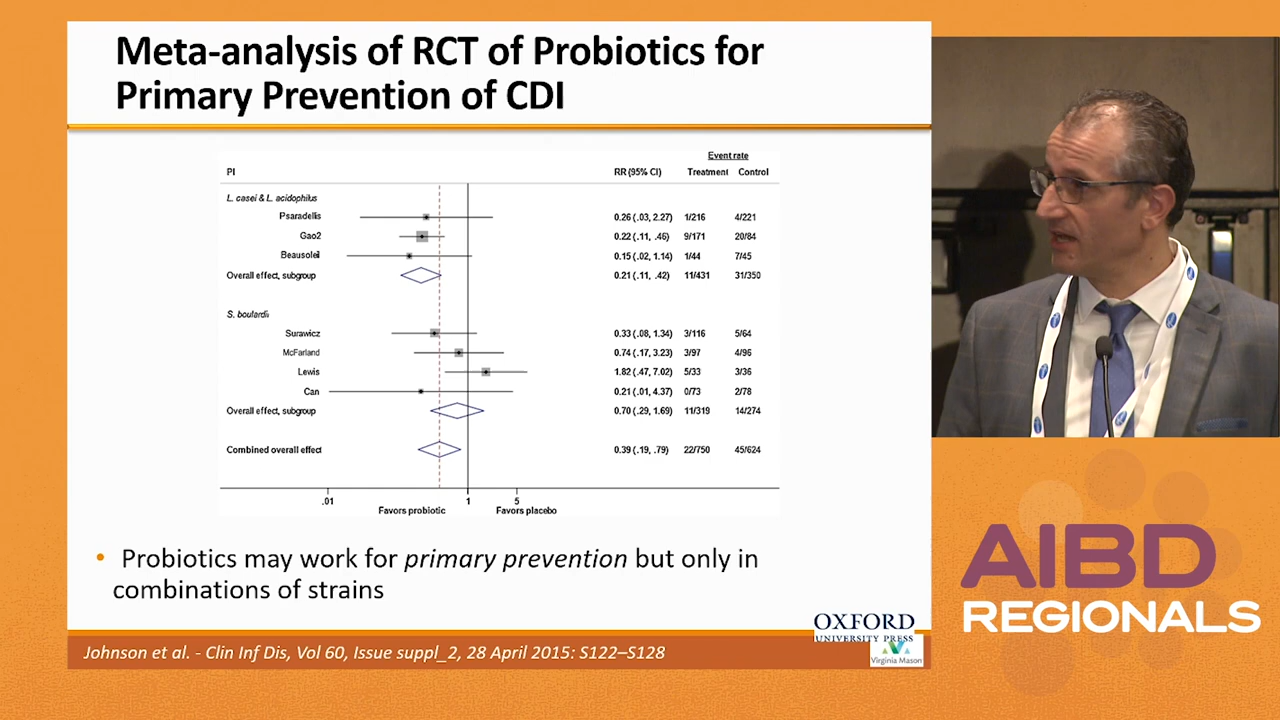 Meta-analysis of RCT of Probiotics for
Primary Prevention of CDI
Event rate
PI RR (95% CI) Treatment Control
L. casei & L. acidophilus
Psaradellis 0.26 (.03, 2.27) 1/216 4/221
Gao2 0.22 (.11, .46) 9/171 20/84
Beausoleil 0.15 (.02, 1.14) 1/44 7/45
Overall effect, subgroup 0.21 (.11, .42) 11/431 31/350
S. boulardii
Surawicz 0.33 (.08, 1.34) 3/116 5/64
McFarland 0.74 (.17, 3.23) 3/97 4/96
Lewis 1.82 (.47, 7.02) 5/33 3/36
Can 0.21 (.01, 4.37) 0/73 2/78
Overall effect, subgroup 0.70 (.29, 1.69) 11/319 14/274
Combined overall effect 0.39 (.19, .79) 22/750 45/624
.01 1 5
Favors probiotic Favors placebo
• Probiotics may work for primary prevention but only in
combinations of strains
OXFORD
UNIVERSITY PRESS
Virginia Mason
Johnson et al. - Clin Inf Dis, Vol 60, Issue suppl_2, 28 April 2015: S122–S128
AIBD
REGIONALS